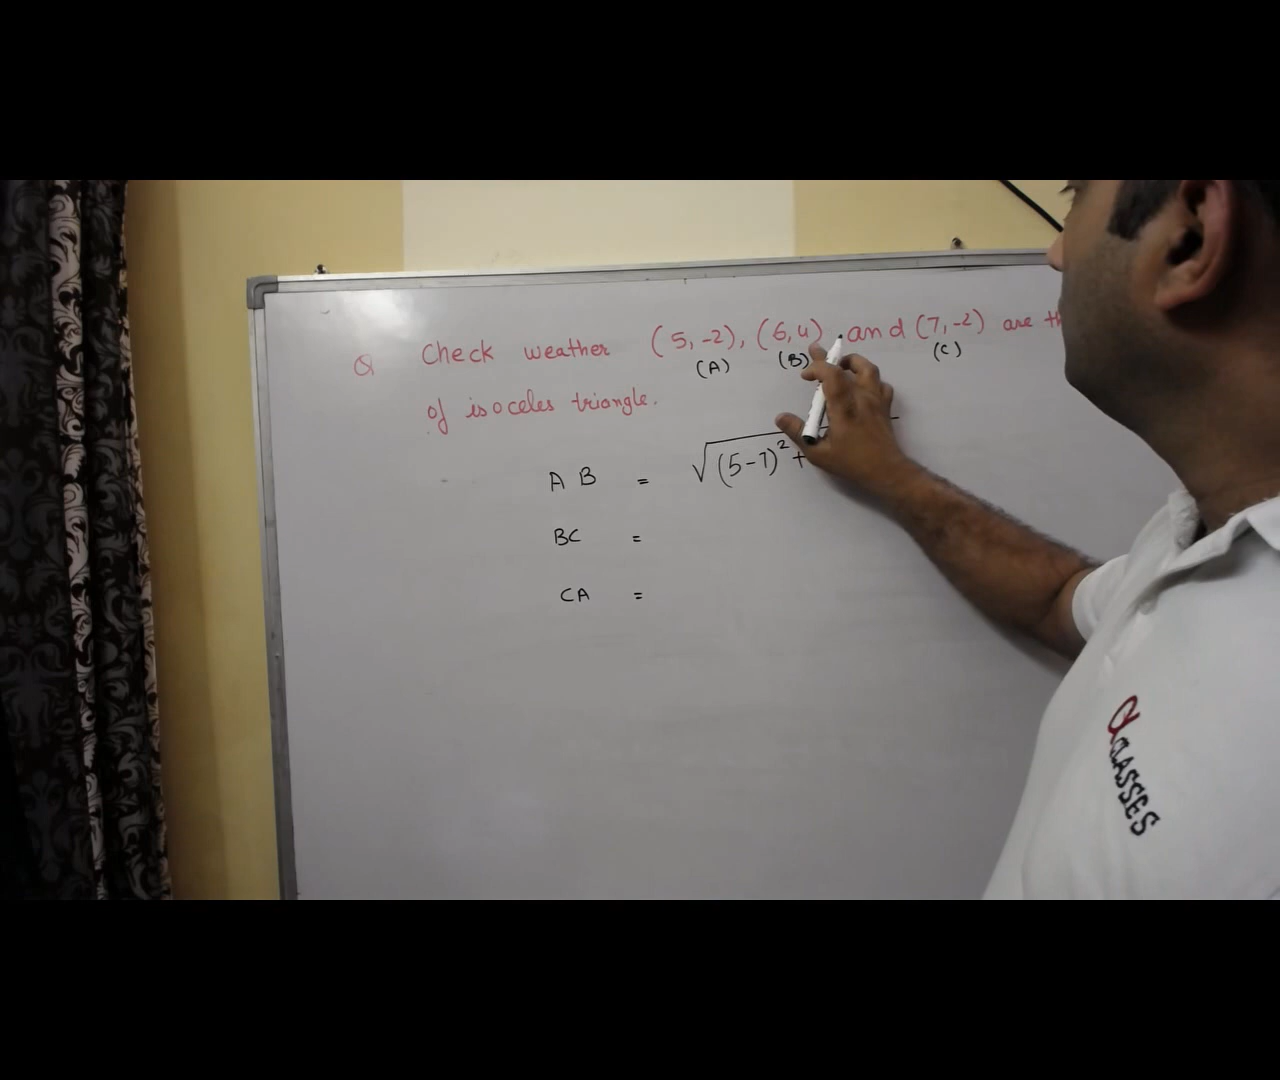 Q Check weather (5,-2), (6,4) and (7,-2) are
(A) (B) (C)
of isoceles triangle.
AB = √(5-7)² +
BC =
CA =
α CLASSES